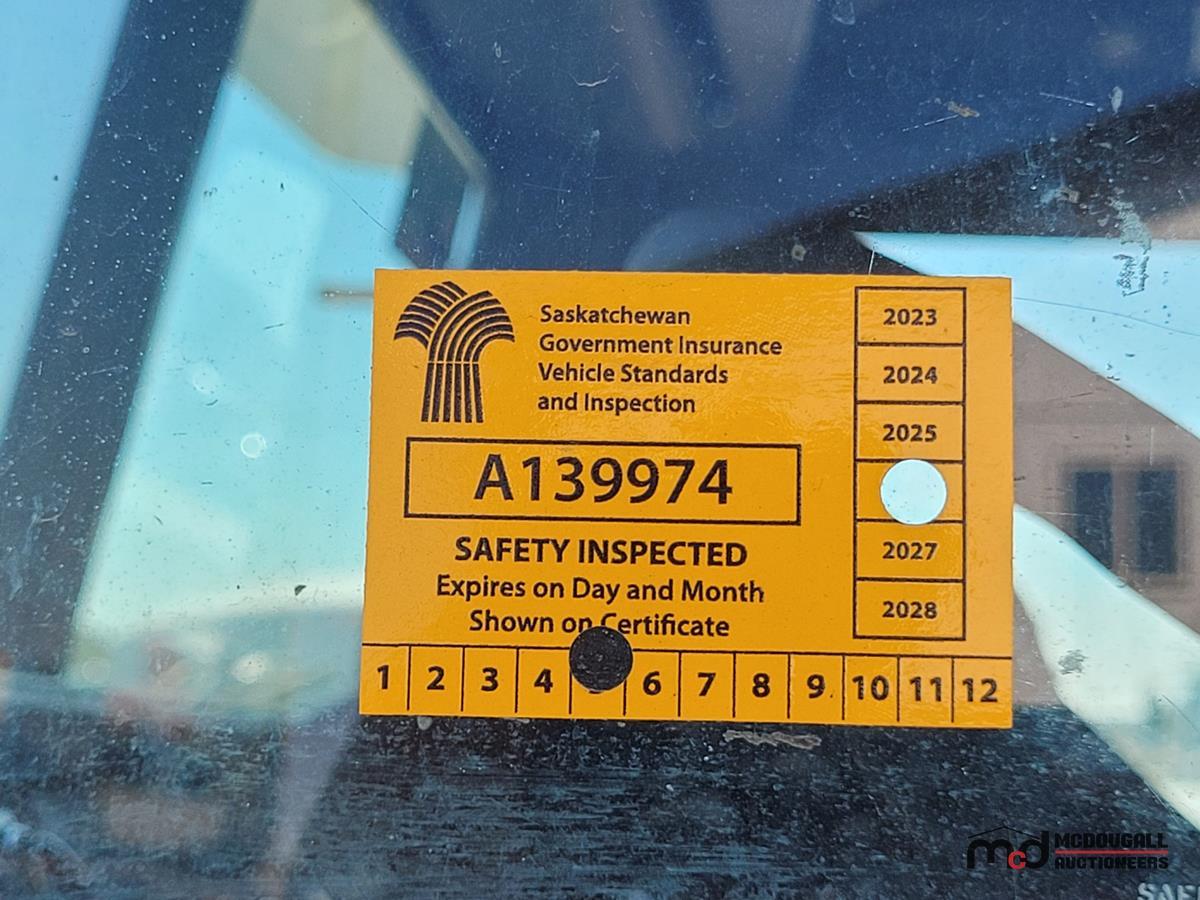 Saskatchewan
Government Insurance
Vehicle Standards
and Inspection
A139974
SAFETY INSPECTED
Expires on Day and Month
Shown on Certificate
2023
2024
2025
2027
2028
1 2 3 4 6 7 8 9 10 11 12
mcd MCDOUGALL
AUCTIONEERS